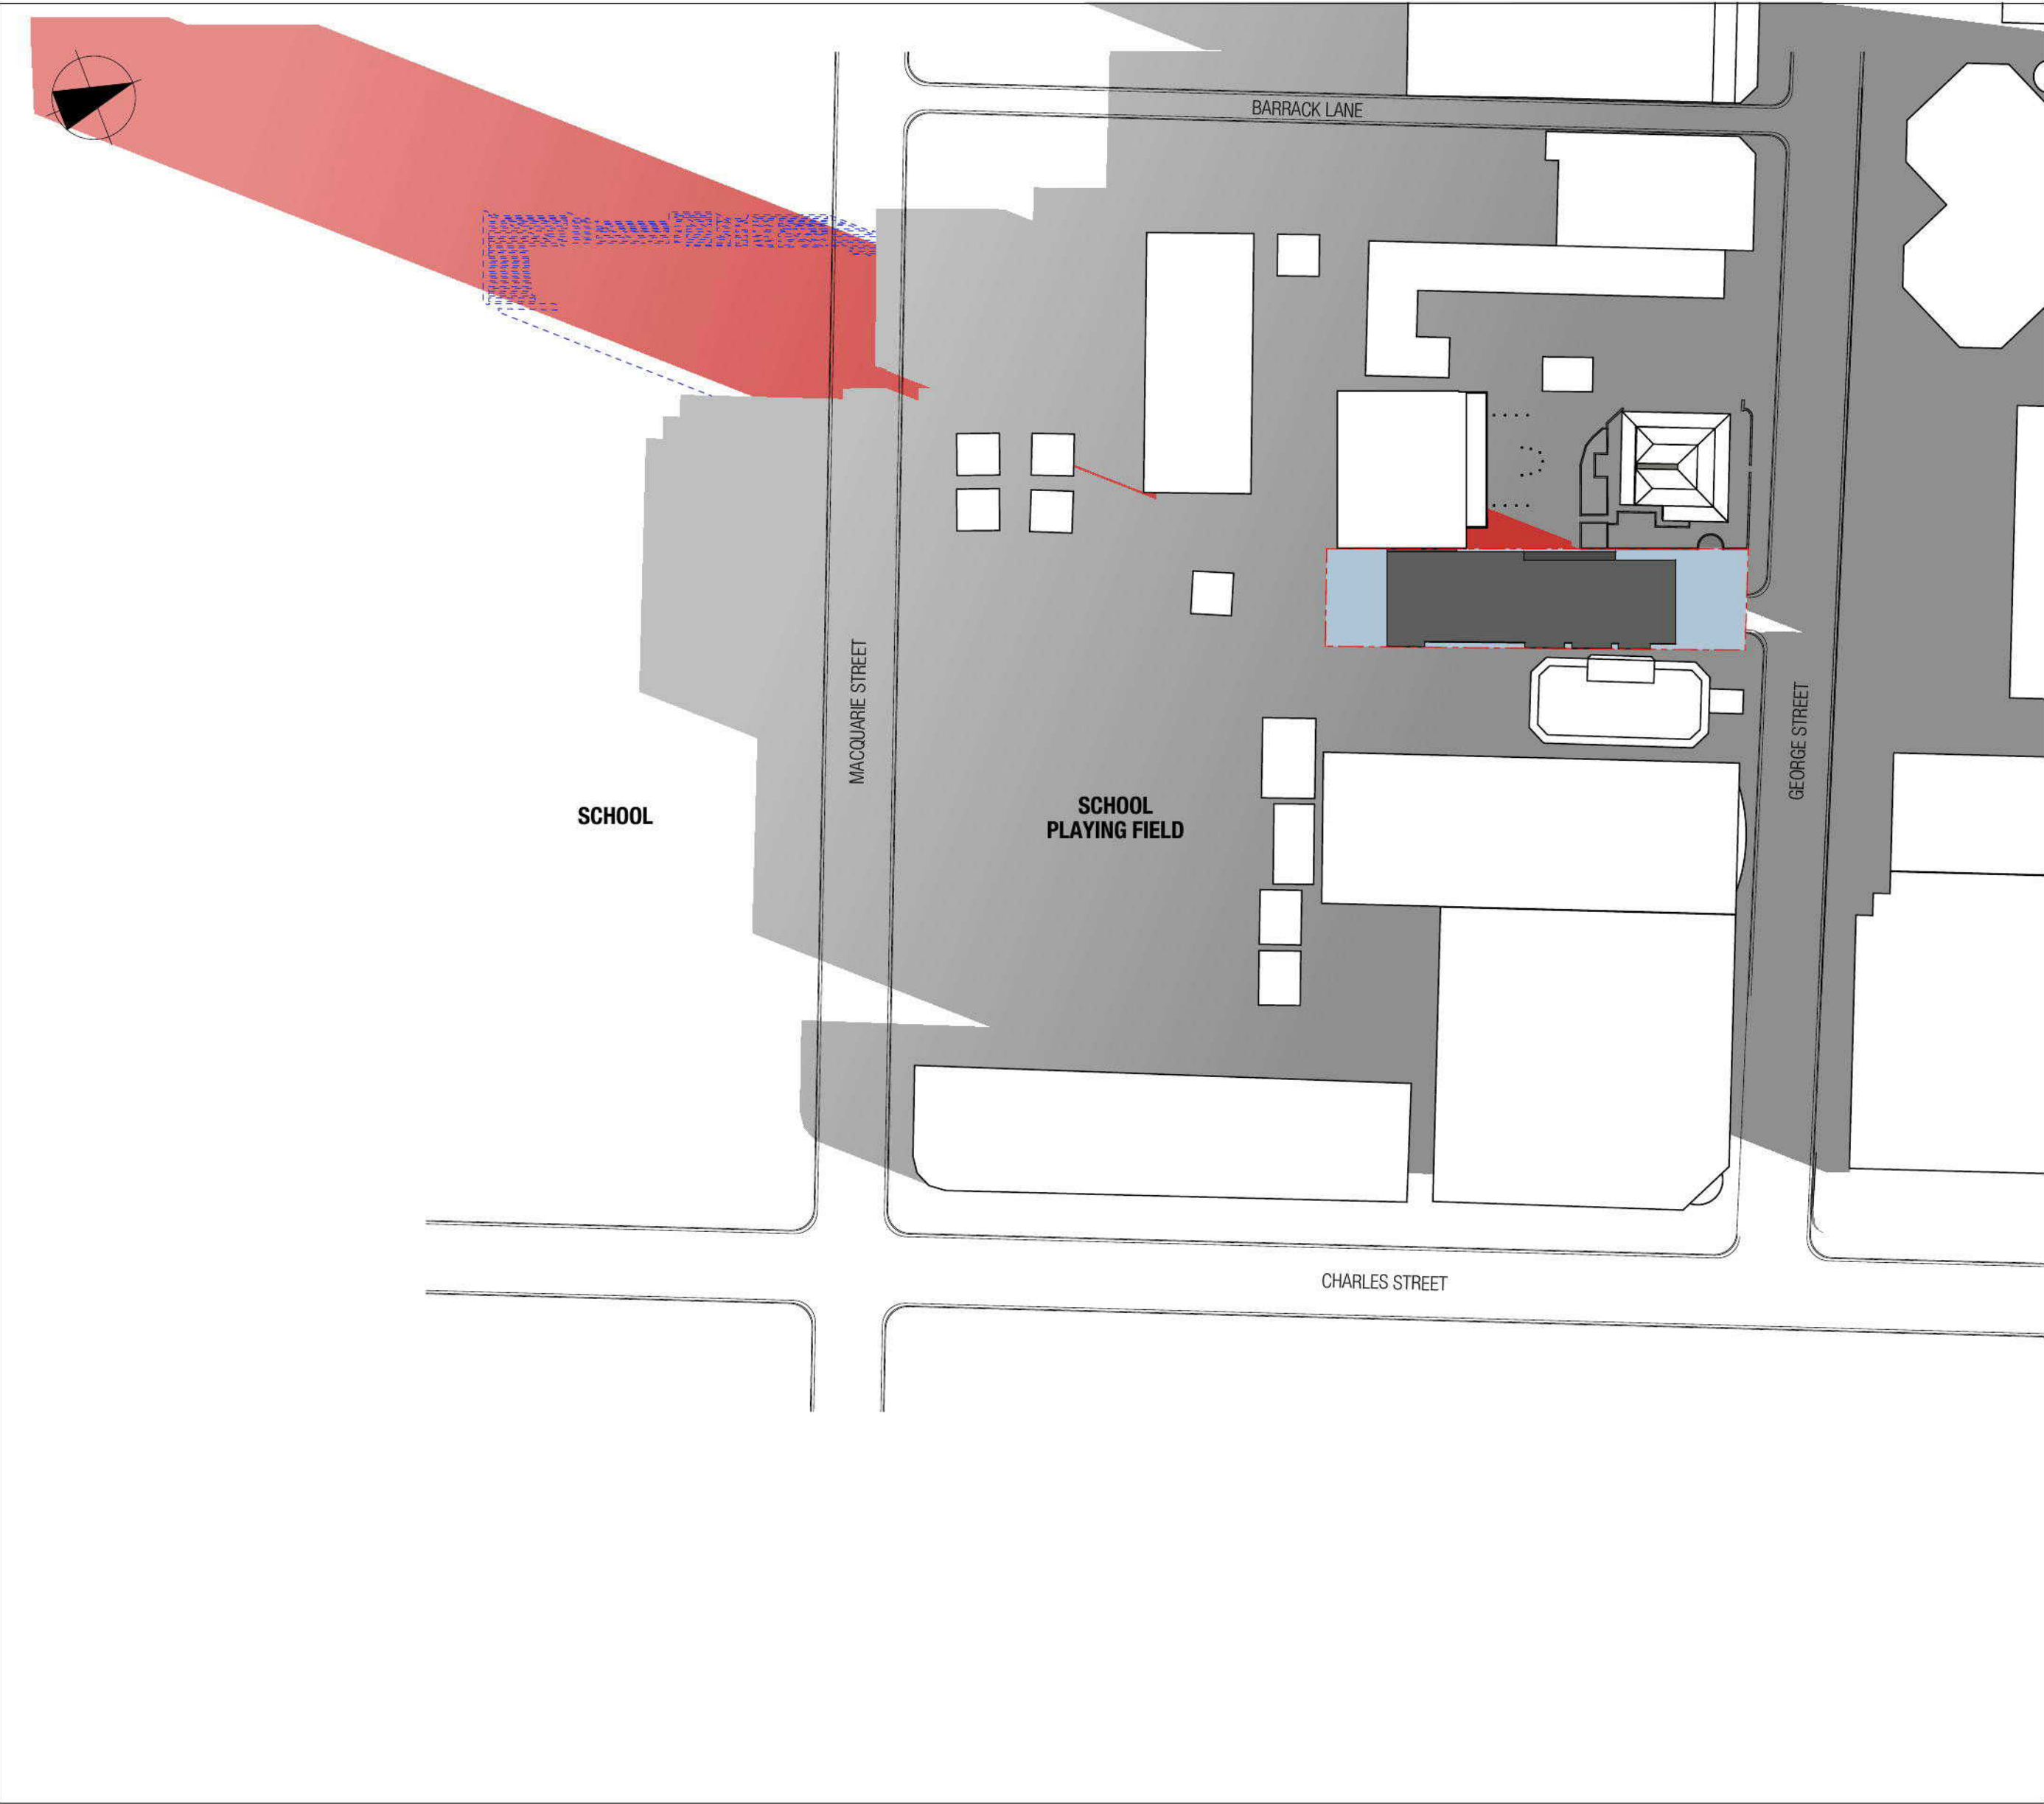 BARRACK LANE
MACQUARIE STREET
GEORGE STREET
SCHOOL
SCHOOL
PLAYING FIELD
CHARLES STREET